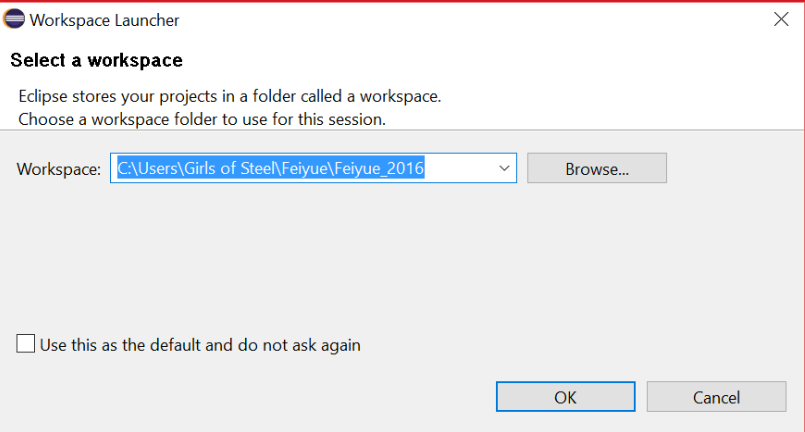 Workspace Launcher
Select a workspace
Eclipse stores your projects in a folder called a workspace.
Choose a workspace folder to use for this session.
Workspace: C:\Users\Girls of Steel\Feiyue\Feiyue_2016 Browse...
Use this as the default and do not ask again
OK Cancel